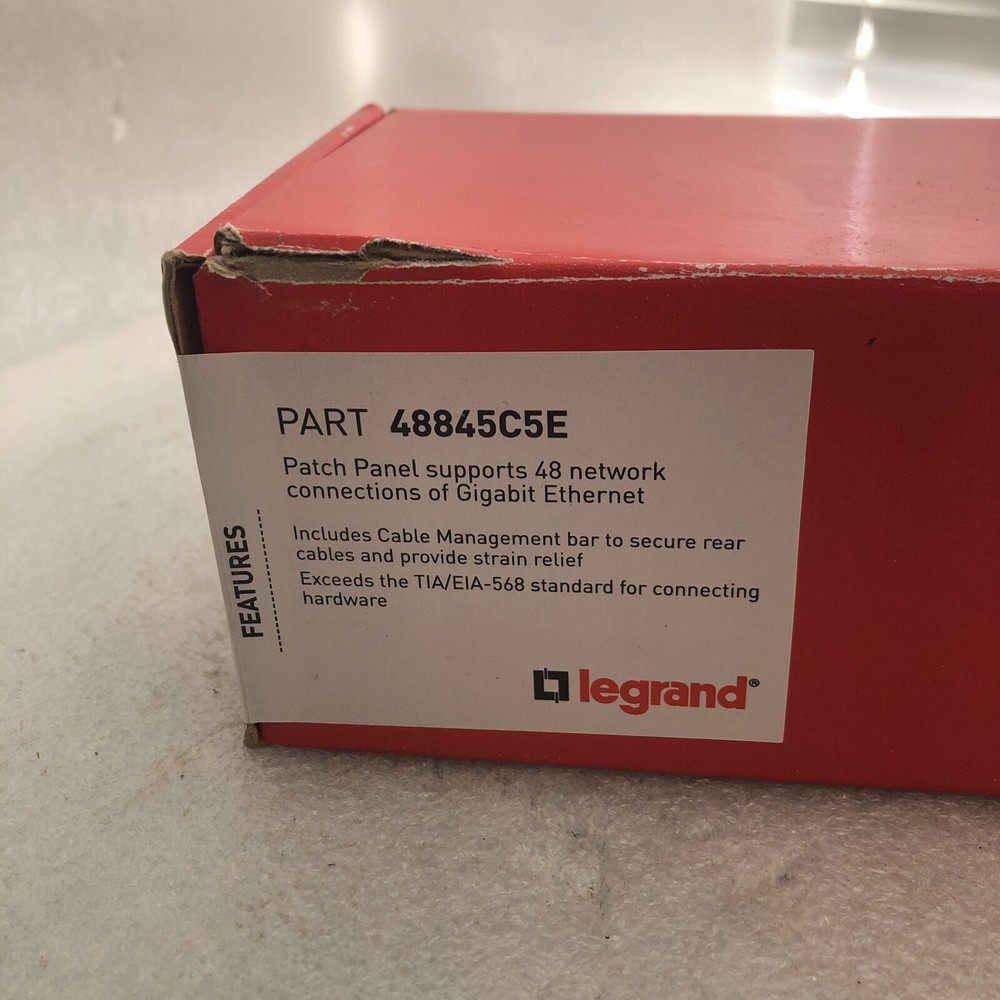 PART 48845C5E
Patch Panel supports 48 network
connections of Gigabit Ethernet
FEATURES
Includes Cable Management bar to secure rear
cables and provide strain relief
Exceeds the TIA/EIA-568 standard for connecting
hardware
legrand®